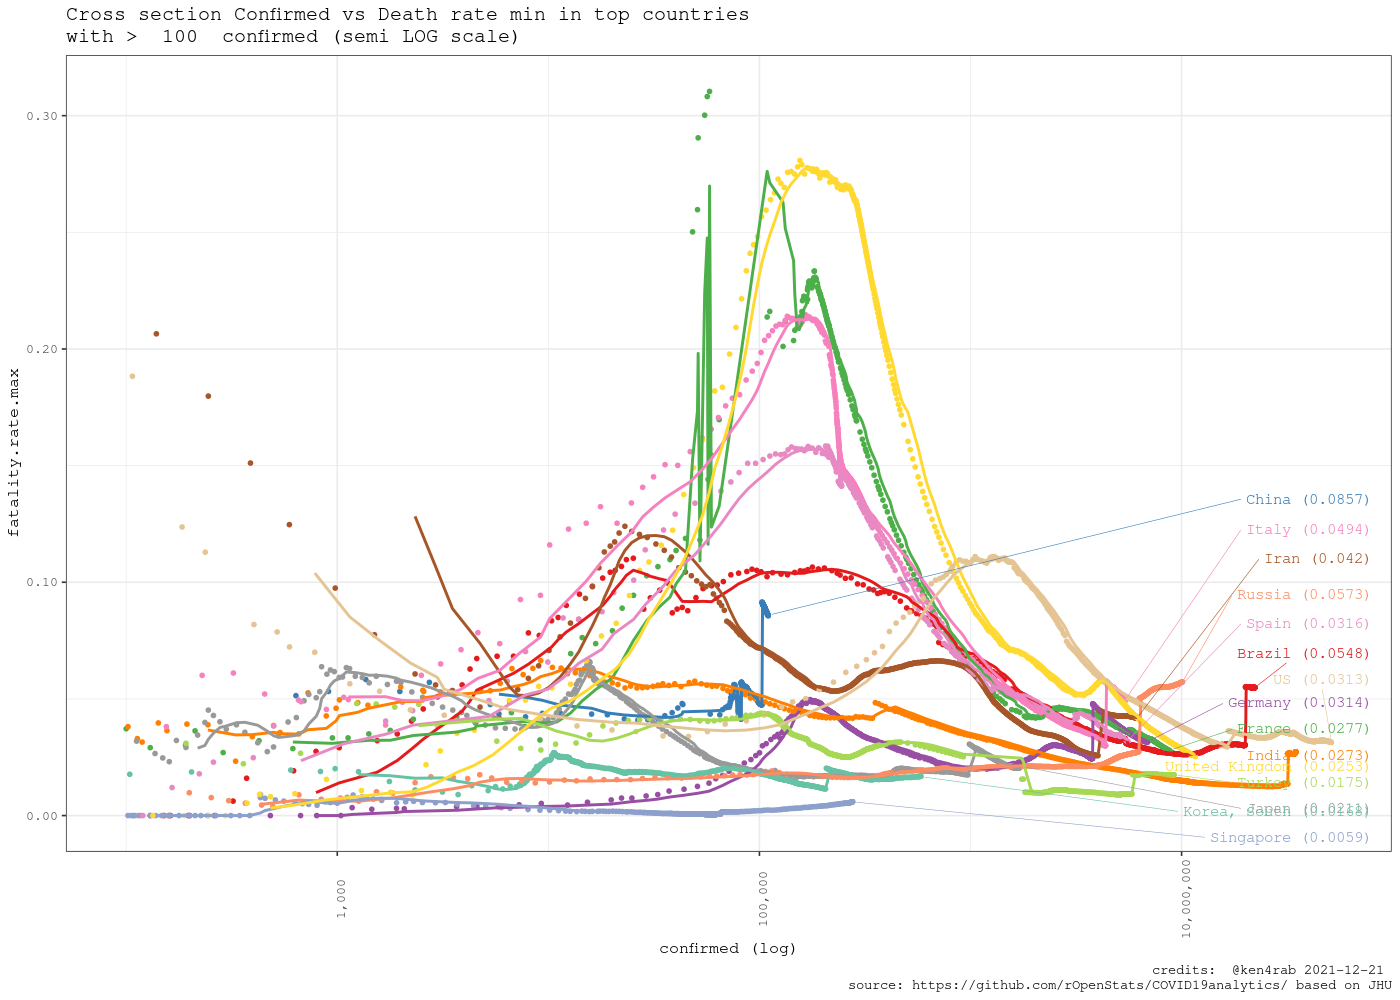 Cross section Confirmed vs Death rate min in top countries
with >  100  confirmed (semi LOG scale)
fatality.rate.max
0.30
0.20
0.10
0.00
China (0.0857)
Italy (0.0494)
Iran (0.042)
Russia (0.0573)
Spain (0.0316)
Brazil (0.0548)
US (0.0313)
Germany (0.0314)
France (0.0277)
India (0.0273)
United Kingdom (0.0253)
Turkey (0.0175)
Japan (0.0211)
Korea, South (0.0168)
Singapore (0.0059)
1,000
100,000
10,000,000
confirmed (log)
credits:  @ken4rab 2021-12-21
source: https://github.com/rOpenStats/COVID19analytics/ based on JHU